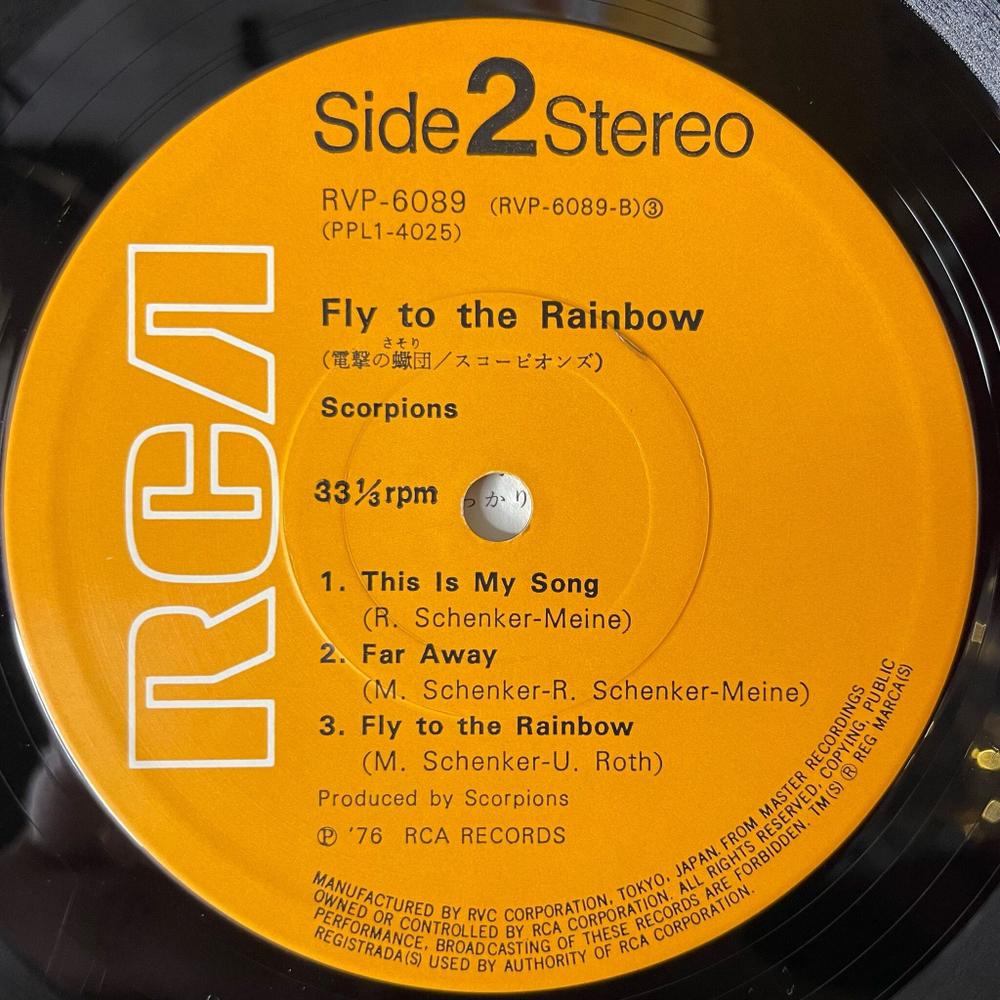 Side 2 Stereo
RVP-6089 (RVP-6089-B)③
(PPL1-4025)
Fly to the Rainbow
さそり
(電撃の蠍団/スコーピオンズ)
Scorpions
33⅓rpm
っかり
1. This Is My Song
(R. Schenker-Meine)
2. Far Away
(M. Schenker-R. Schenker-Meine)
3. Fly to the Rainbow
(M. Schenker-U. Roth)
Produced by Scorpions
Ⓟ '76 RCA RECORDS
RCA
MANUFACTURED BY RVC CORPORATION, TOKYO, JAPAN. FROM MASTER RECORDINGS
OWNED OR CONTROLLED BY RCA CORPORATION. ALL RIGHTS RESERVED, COPYING, PUBLIC
PERFORMANCE, BROADCASTING OF THESE RECORDS ARE FORBIDDEN. TM(S) ® REG MARCA(S)
REGISTRADA(S) USED BY AUTHORITY OF RCA CORPORATION.